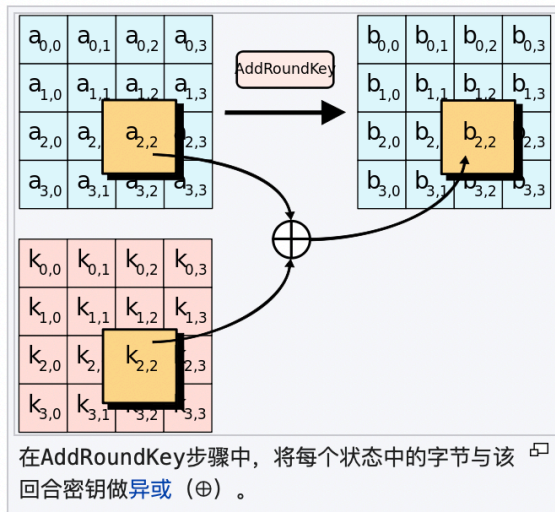 a0,0 a0,1 a0,2 a0,3
a1,0 a1,1 a1,2 a1,3
a2,0 a2,2 2,3
a3,0 a3,1 a3,2 a3,3
AddRoundKey
b0,0 b0,1 b0,2 b0,3
b1,0 b1,1 b1,2 b1,3
b2,0 b2,2 2,3
b3,0 b3,1 b3,2 b3,3
k0,0 k0,1 k0,2 k0,3
k1,0 k1,1 k1,2 k1,3
k2,0 k2,2 2,3
k3,0 k3,1 3,2 k3,3
在AddRoundKey步骤中，将每个状态中的字节与该
回合密钥做异或（⊕）。